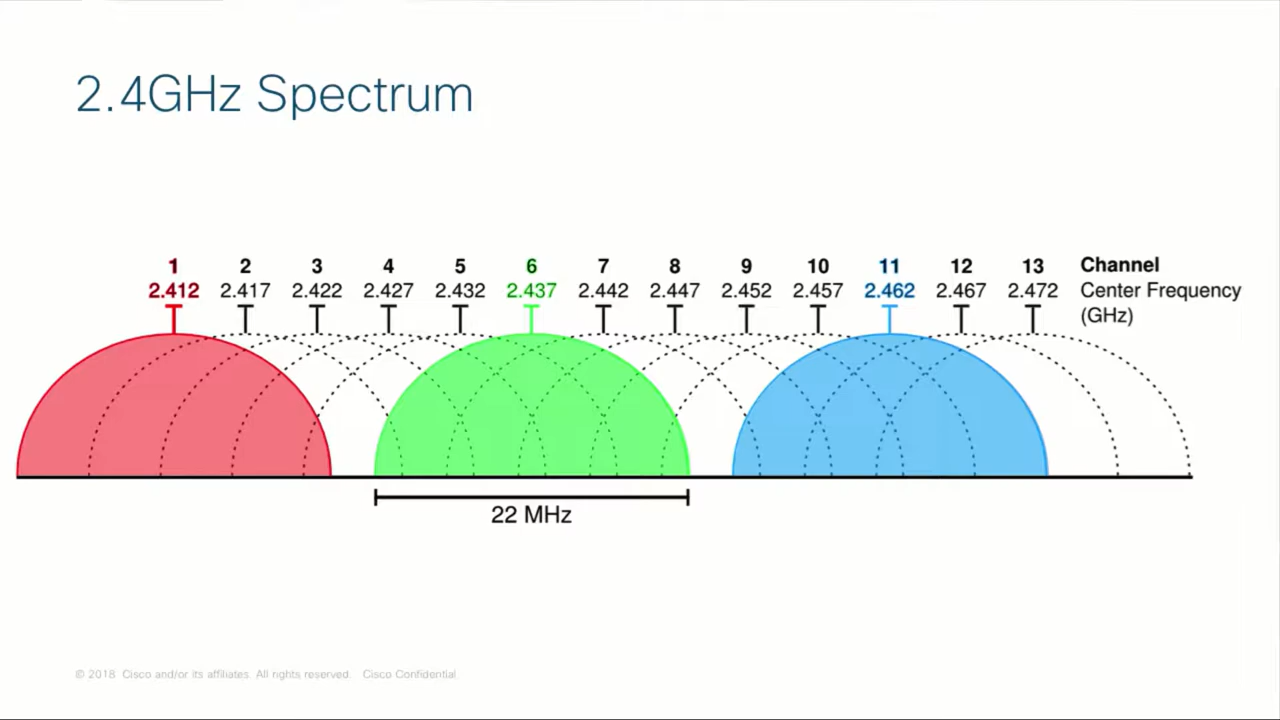 2.4GHz Spectrum
1 2 3 4 5 6 7 8 9 10 11 12 13 Channel
2.412 2.417 2.422 2.427 2.432 2.437 2.442 2.447 2.452 2.457 2.462 2.467 2.472 Center Frequency
(GHz)
22 MHz
© 2018 Cisco and/or its affiliates. All rights reserved. Cisco Confidential